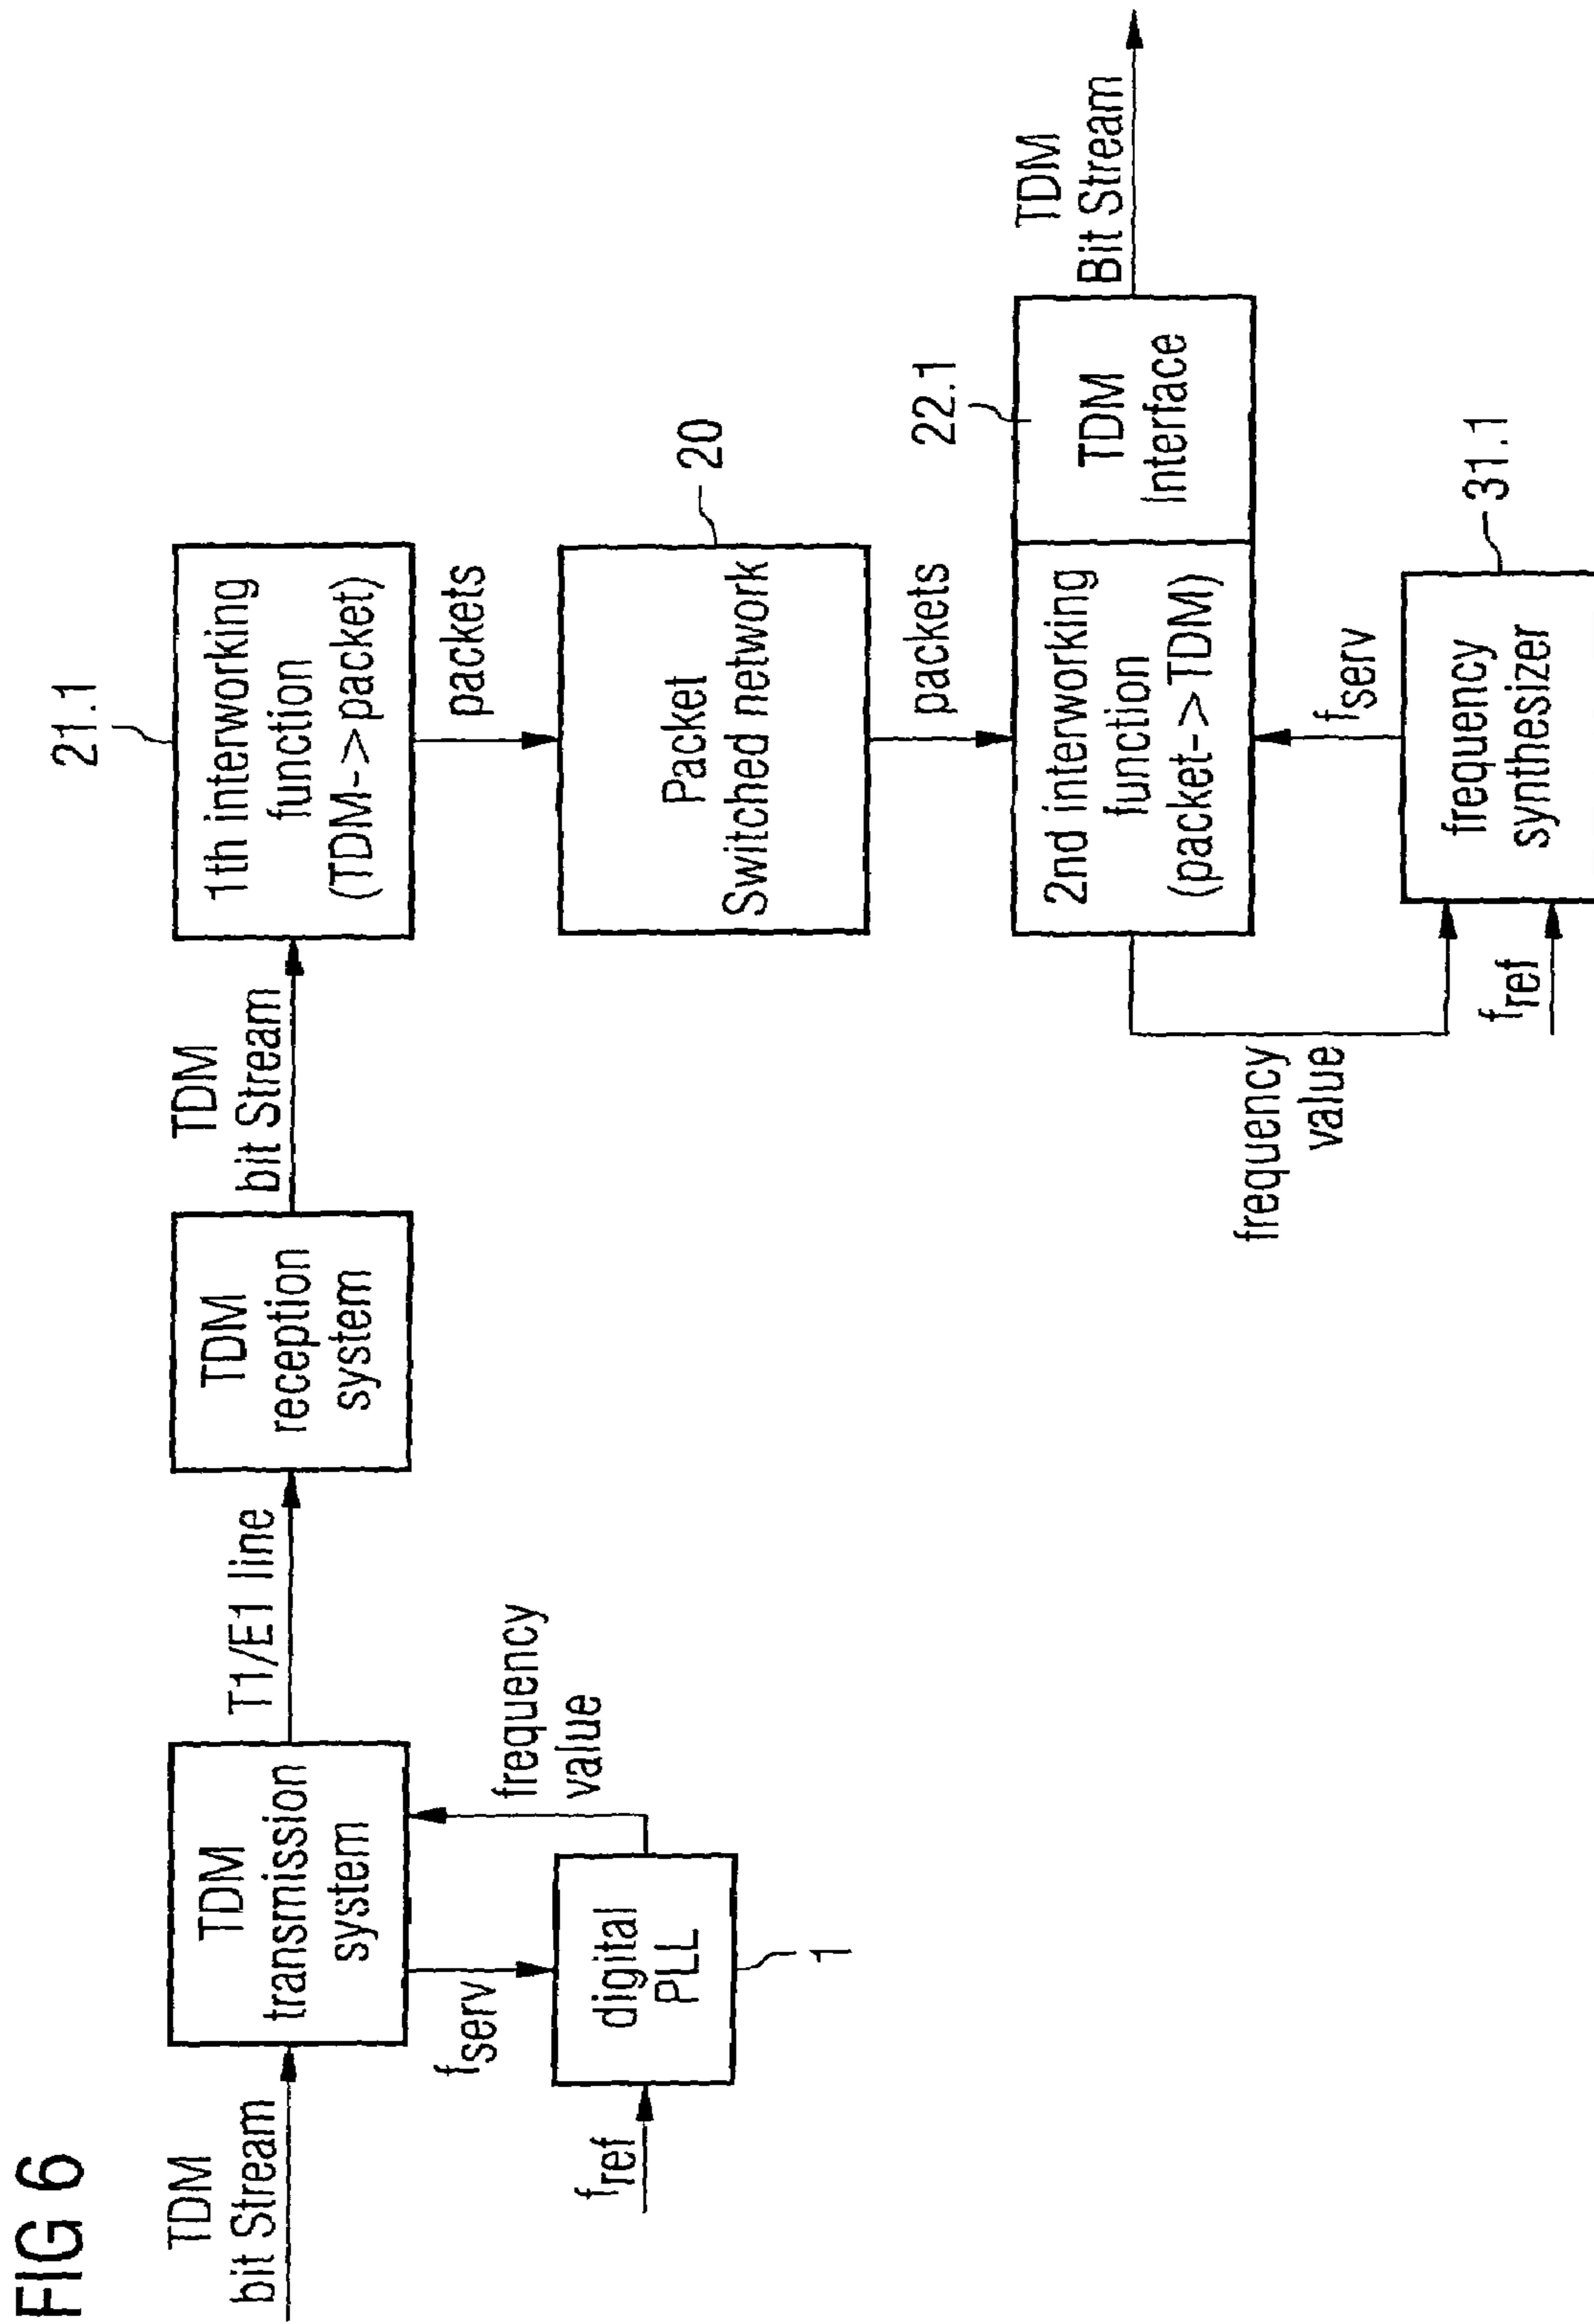 FIG 6
TDM
bit Stream
TDM
transmission
system
T1/E1 line
TDM
reception
system
TDM
bit Stream
21.1
1th interworking
function
(TDM->packet)
fserv
frequency
value
fref
digital
PLL
1
packets
Packet
Switched network
20
packets
2nd interworking
function
(packet->TDM)
22.1
TDM
Interface
TDM
Bit Stream
frequency
value
fserv
fref
frequency
synthesizer
31.1